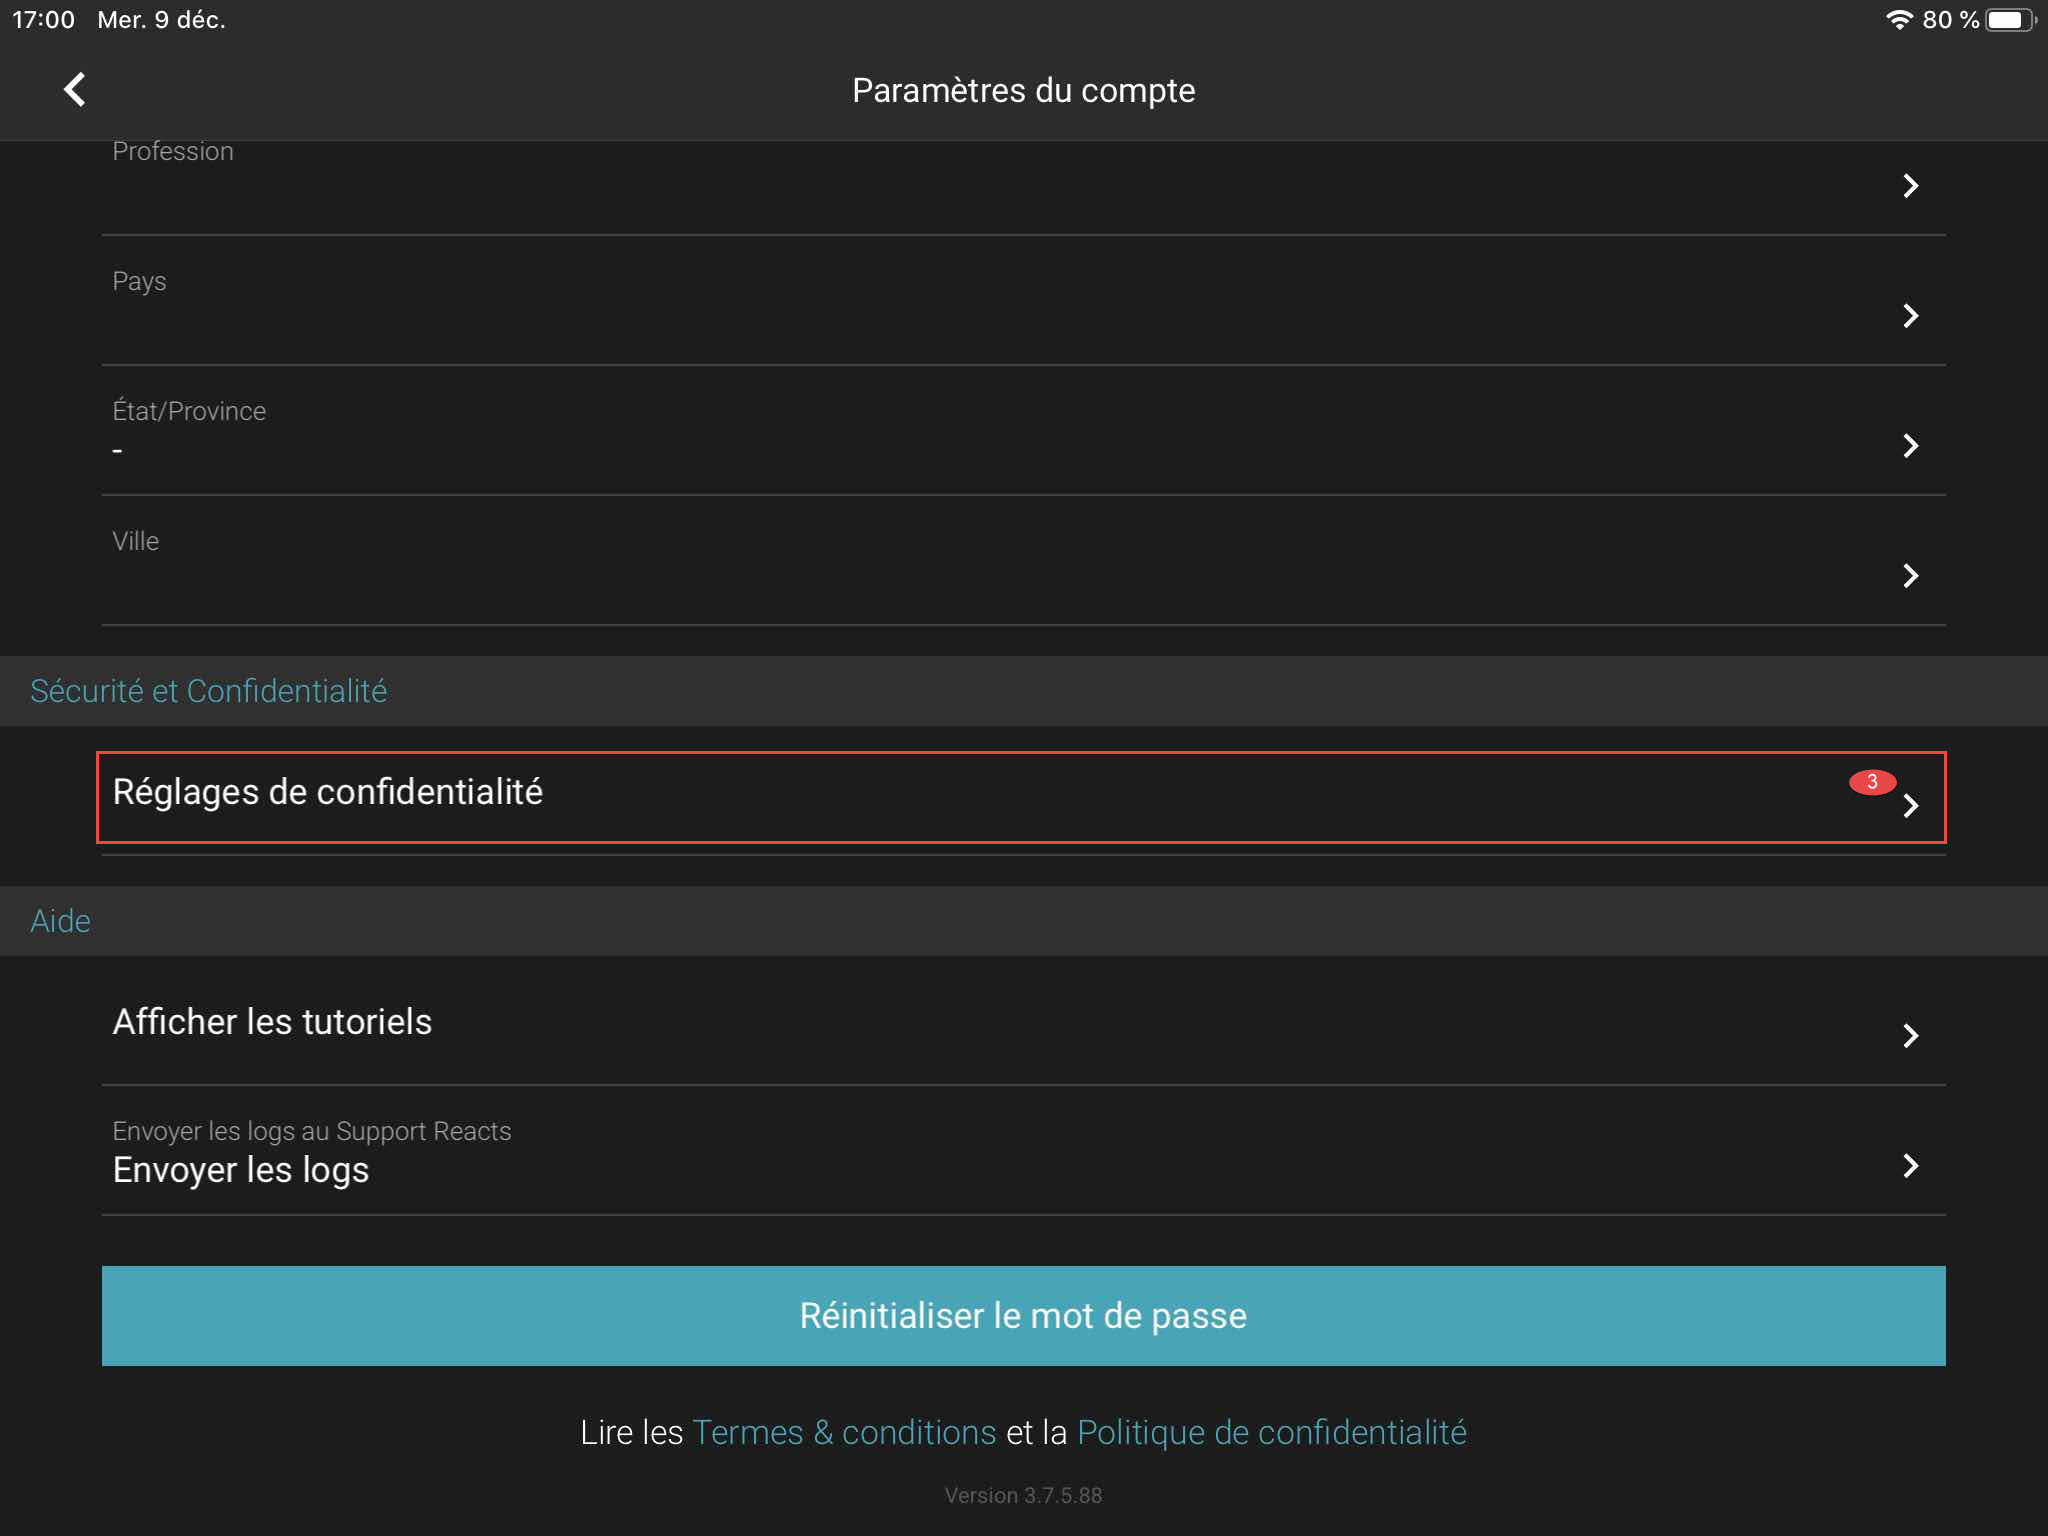 17:00 Mer. 9 déc. 80 %
Paramètres du compte
Profession
Pays
État/Province
-
Ville
Sécurité et Confidentialité
Réglages de confidentialité 3
Aide
Afficher les tutoriels
Envoyer les logs au Support Reacts
Envoyer les logs
Réinitialiser le mot de passe
Lire les Termes & conditions et la Politique de confidentialité
Version 3.7.5.88